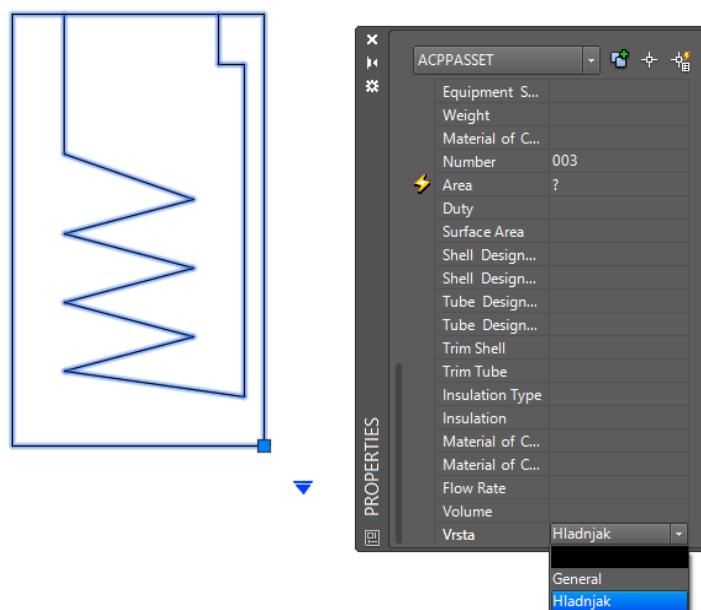 ACPPASSET
Equipment S...
Weight
Material of C...
Number 003
Area ?
Duty
Surface Area
Shell Design...
Shell Design...
Tube Design...
Tube Design...
Trim Shell
Trim Tube
Insulation Type
Insulation
Material of C...
Material of C...
Flow Rate
Volume
Vrsta Hladnjak
General
Hladnjak
PROPERTIES